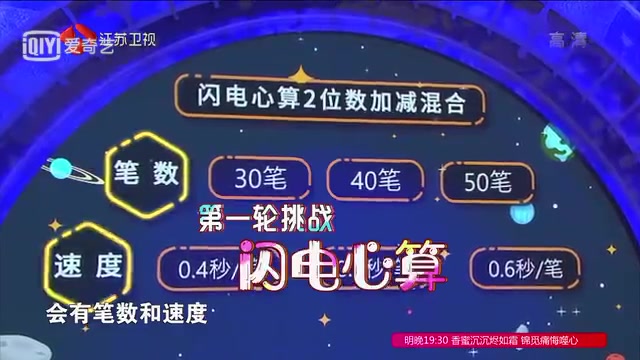 iQIYI 爱奇艺
江苏卫视
高清
闪电心算2位数加减混合
笔数
30笔
40笔
50笔
第一轮挑战
闪电心算
速度
0.4秒/
秒/笔
0.6秒/笔
会有笔数和速度
明晚19:30 香蜜沉沉烬如霜 锦觅痛悔噬心